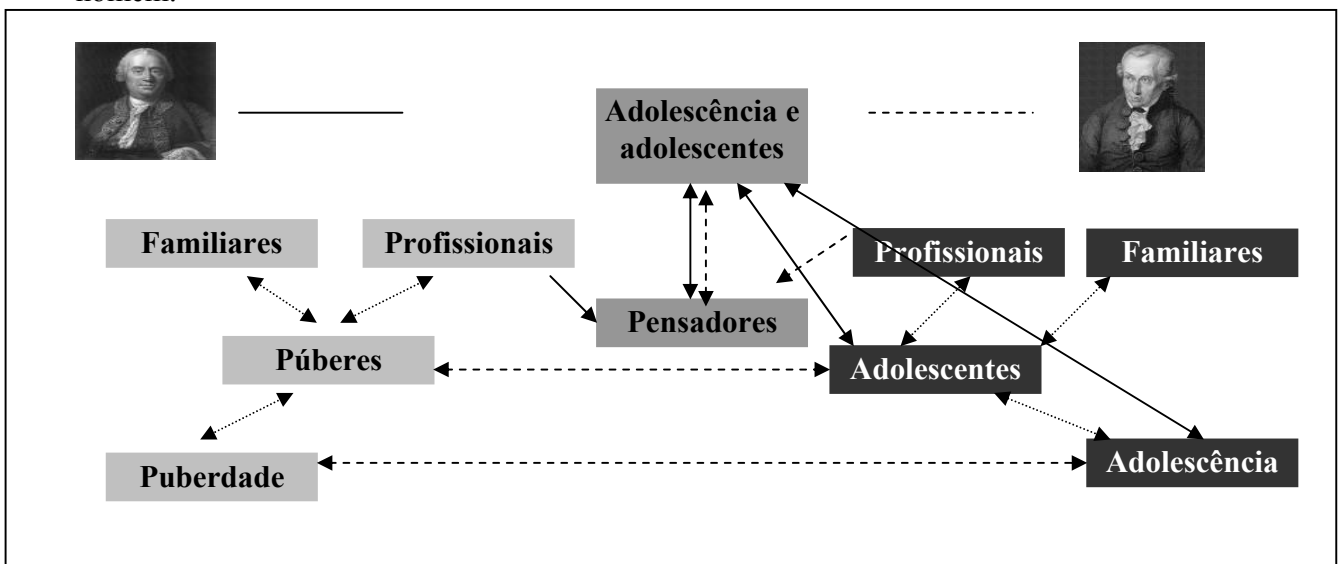 homem.
Adolescência e
adolescentes
Familiares
Profissionais
Profissionais
Familiares
Pensadores
Púberes
Adolescentes
Puberdade
Adolescência